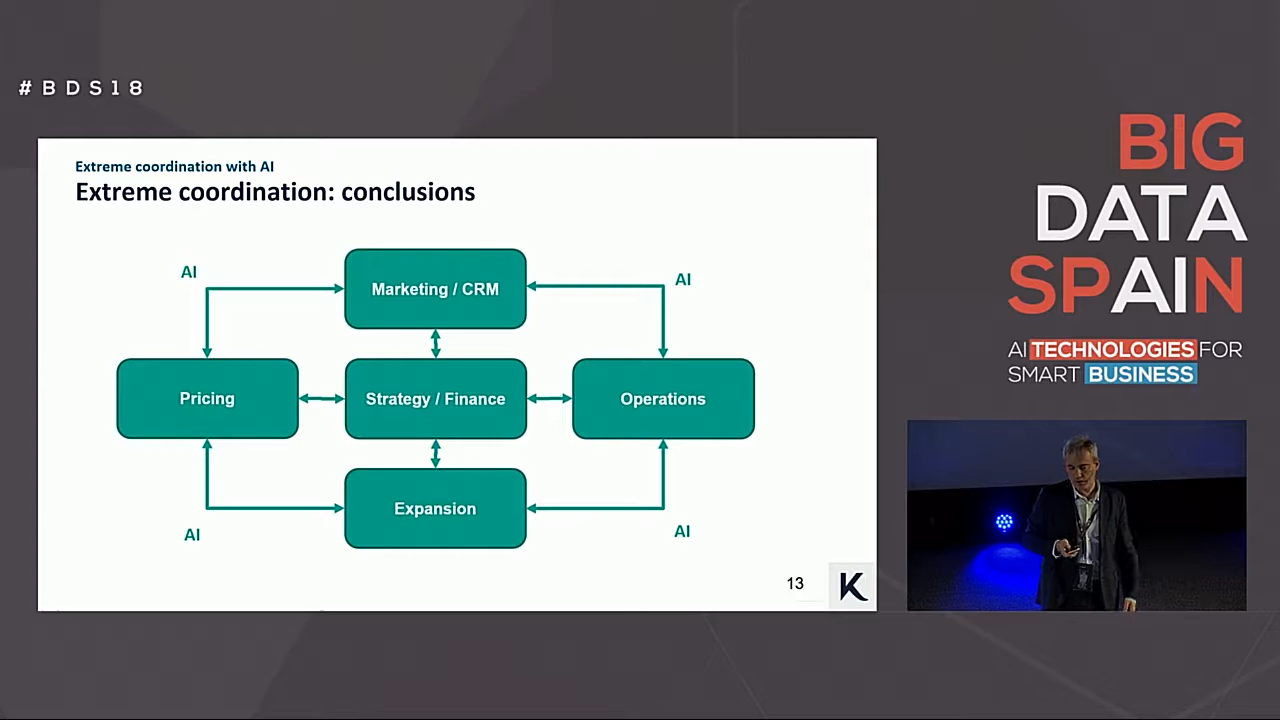 #BDS18
Extreme coordination with AI
Extreme coordination: conclusions
AI
Marketing / CRM
AI
Pricing
Strategy / Finance
Operations
Expansion
AI
AI
13
K
BIG
DATA
SPAIN
AI TECHNOLOGIES FOR
SMART BUSINESS